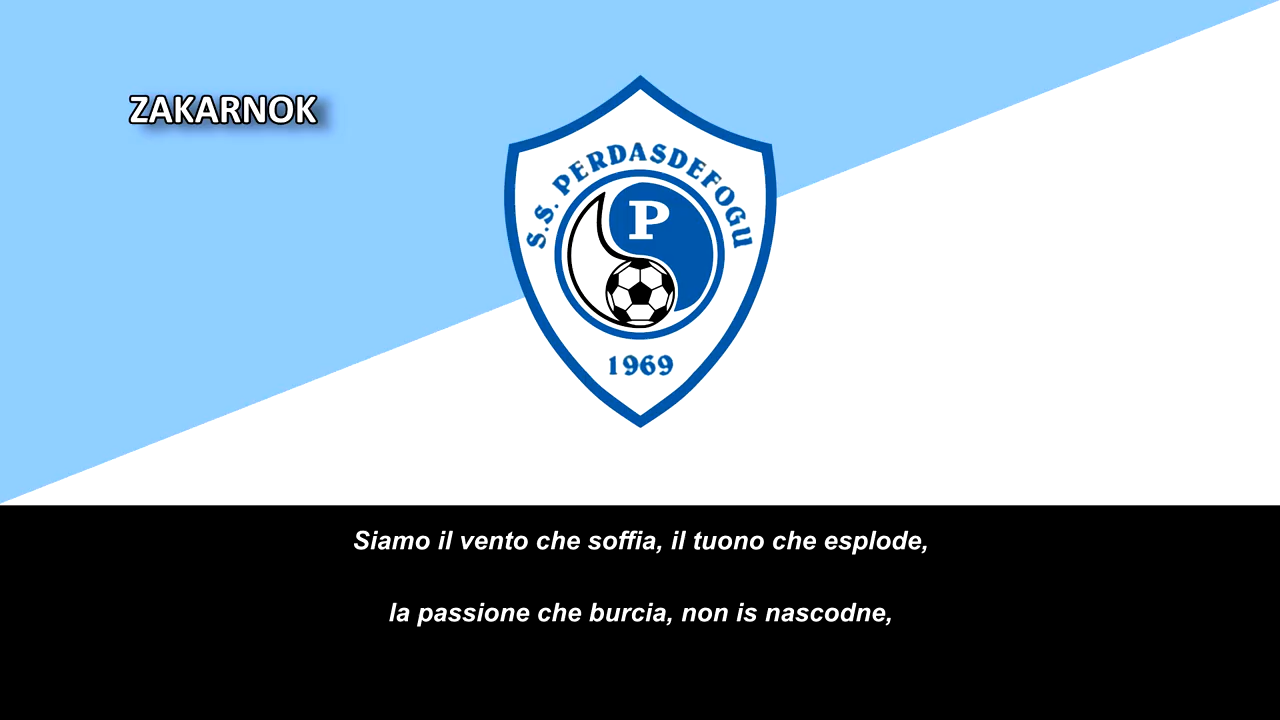 ZAKARNOK
S.S. PERDASDEFOGU
P
1969
Siamo il vento che soffia, il tuono che esplode,
la passione che burcia, non is nascodne,